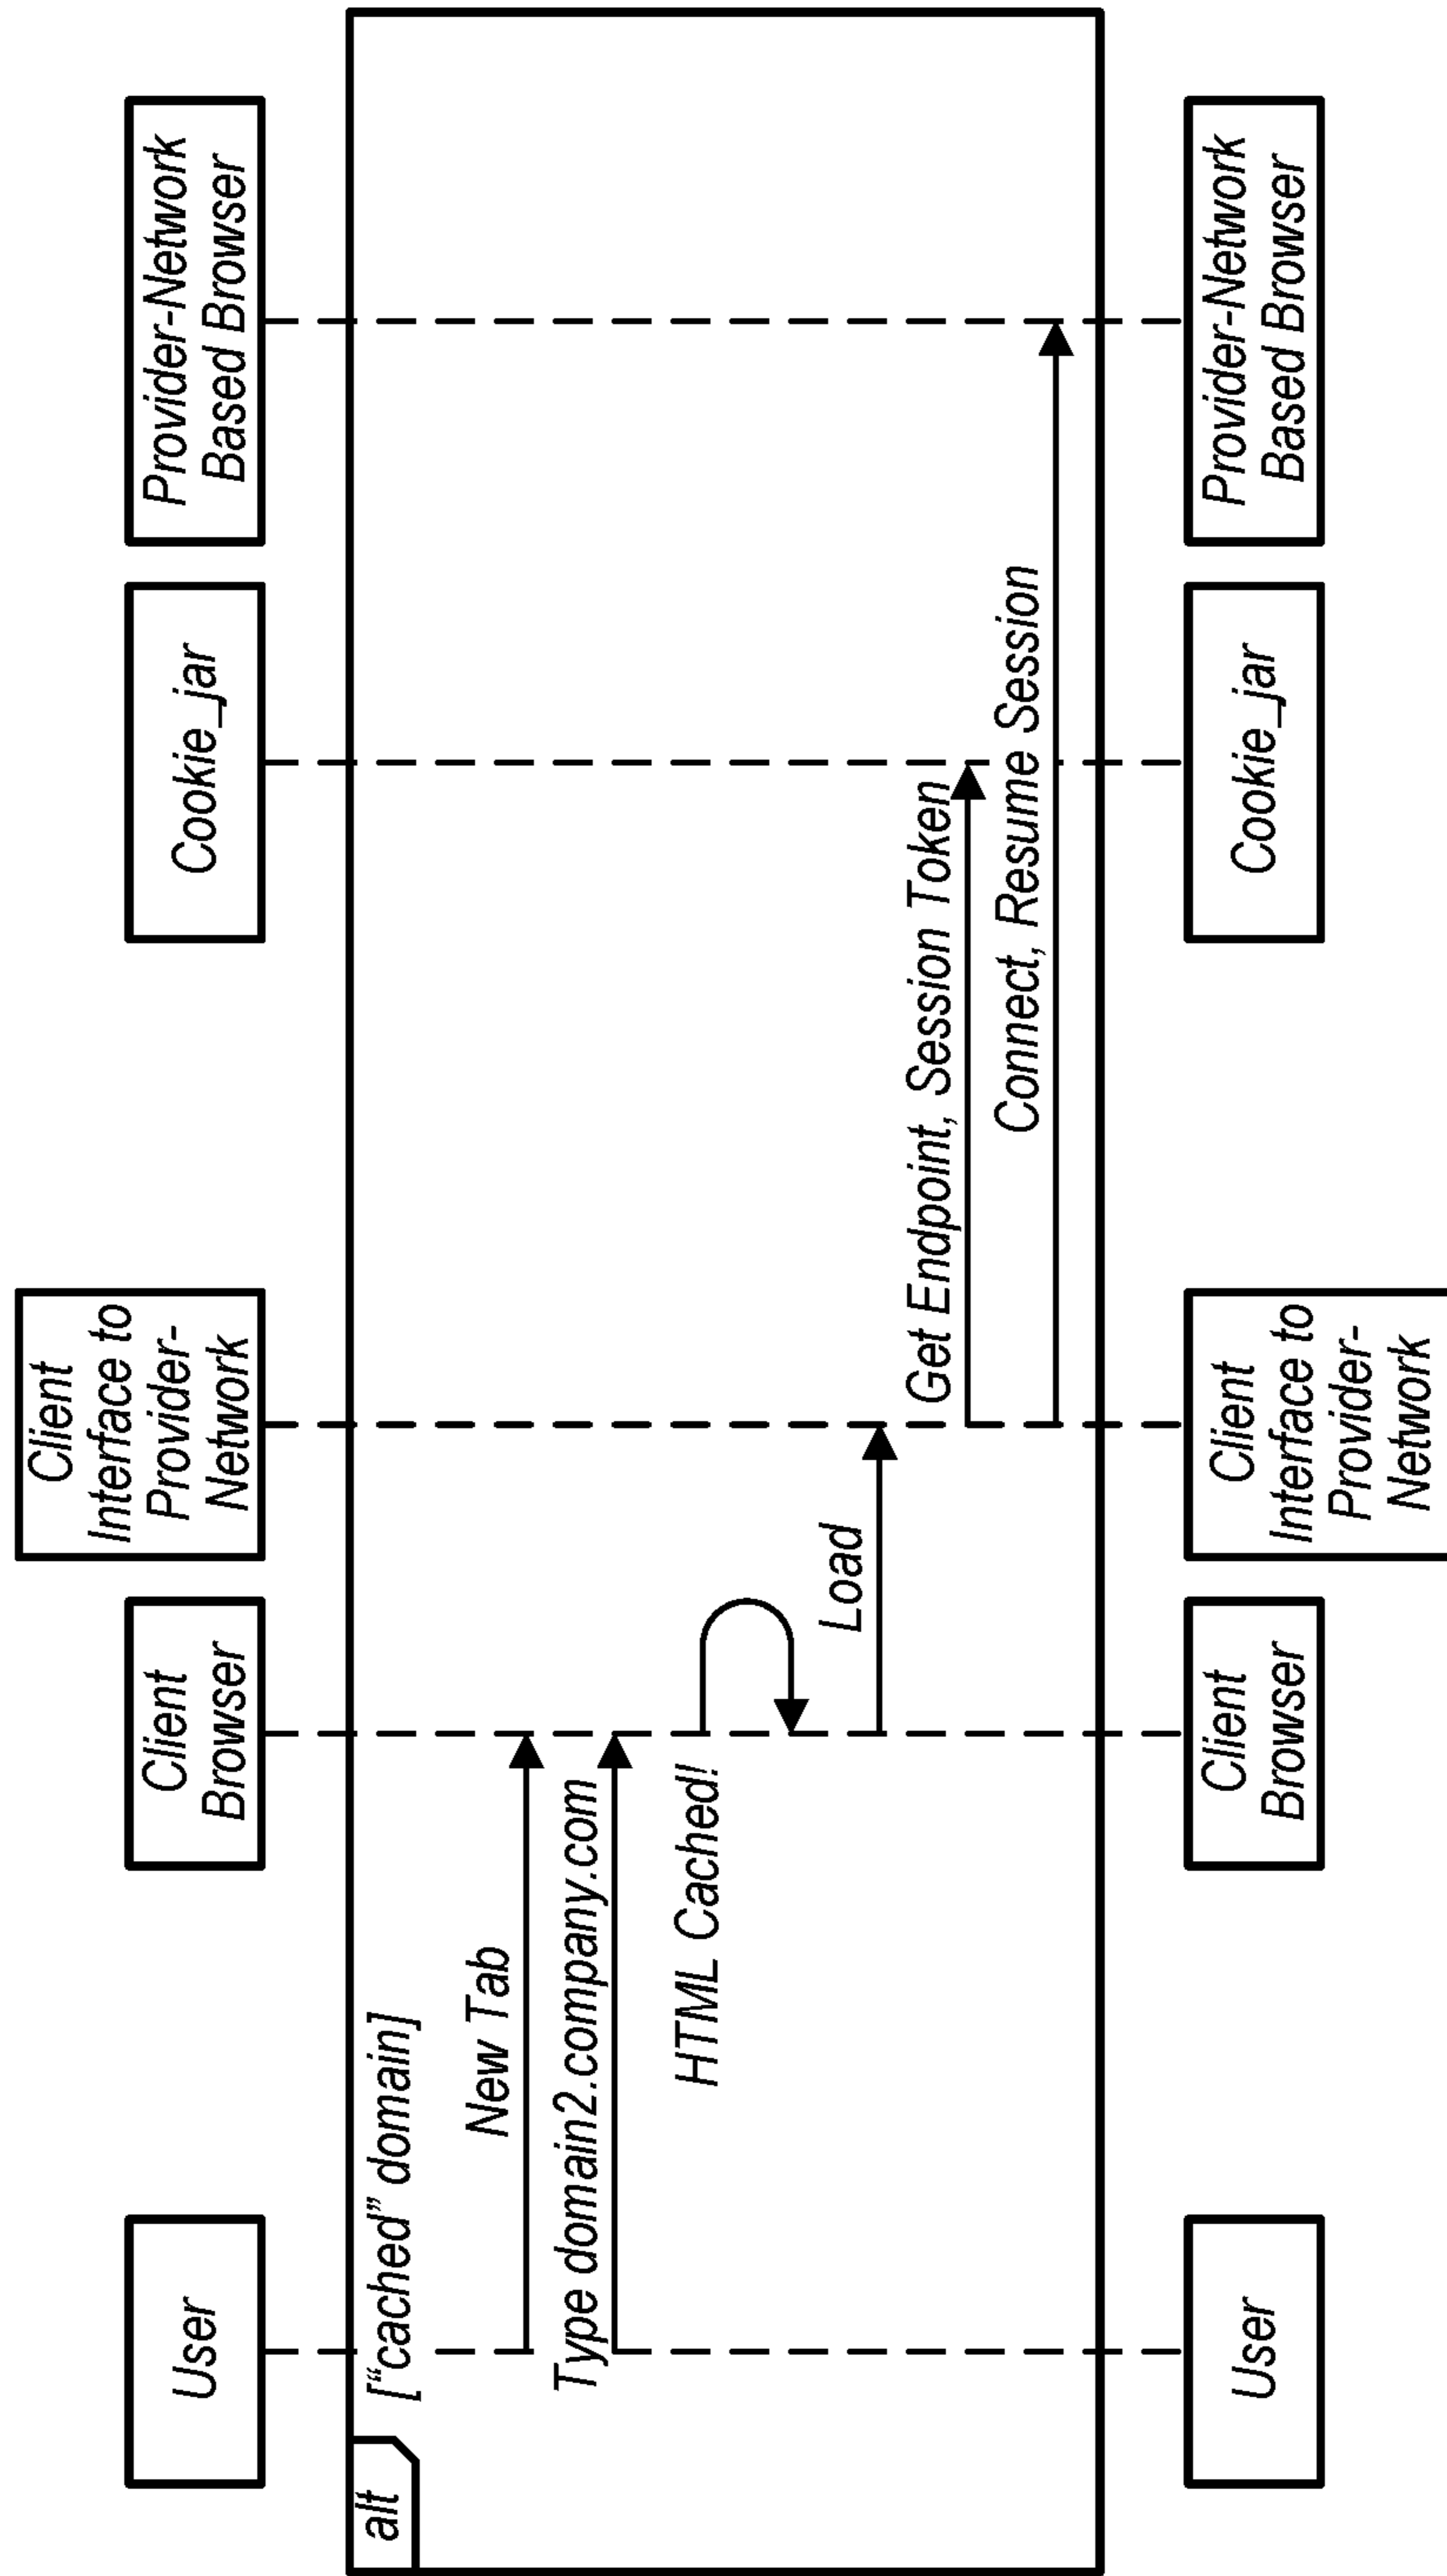 User
Client
Browser
Client
Interface to
Provider-
Network
Cookie_jar
Provider-Network
Based Browser
alt
[“cached” domain]
New Tab
Type domain2.company.com
HTML Cached!
Load
Get Endpoint, Session Token
Connect, Resume Session
User
Client
Browser
Client
Interface to
Provider-
Network
Cookie_jar
Provider-Network
Based Browser